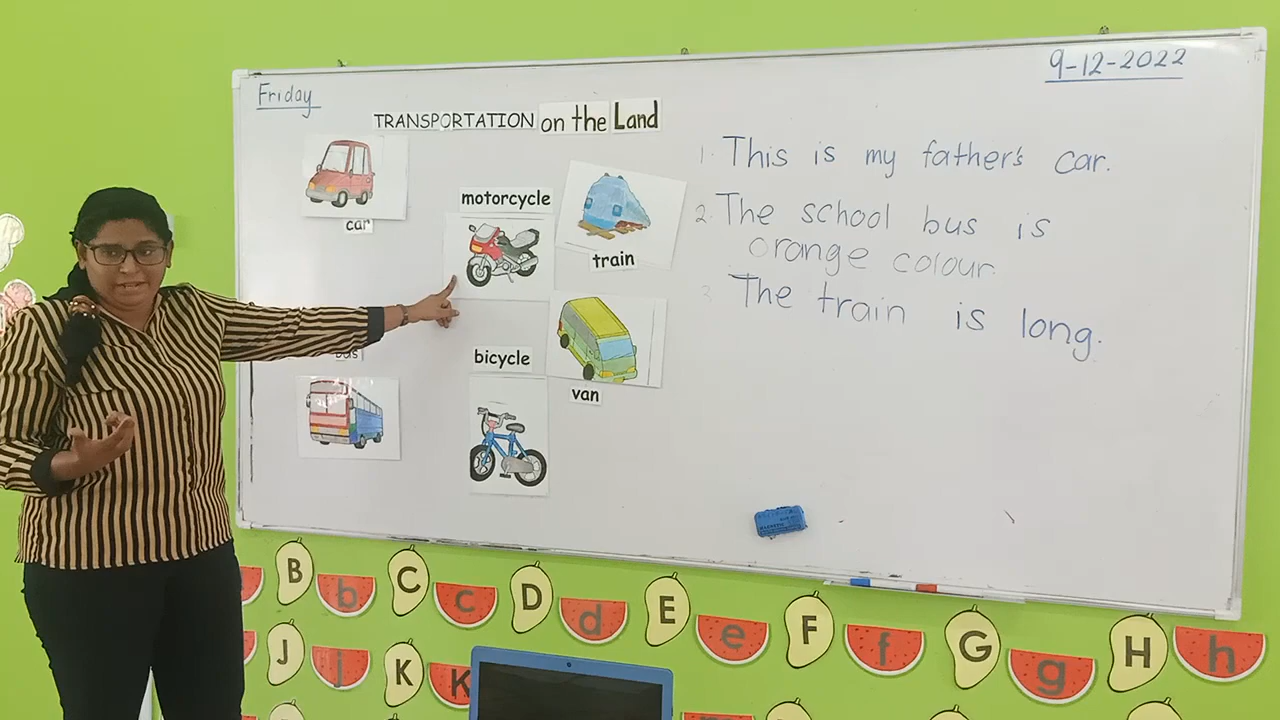 Friday
9-12-2022
TRANSPORTATION on the Land
car
motorcycle
train
bus
bicycle
van
1. This is my father's car.
2. The school bus is
orange colour.
3. The train is long.
B b C c D d E e F f G g H h
J j K K